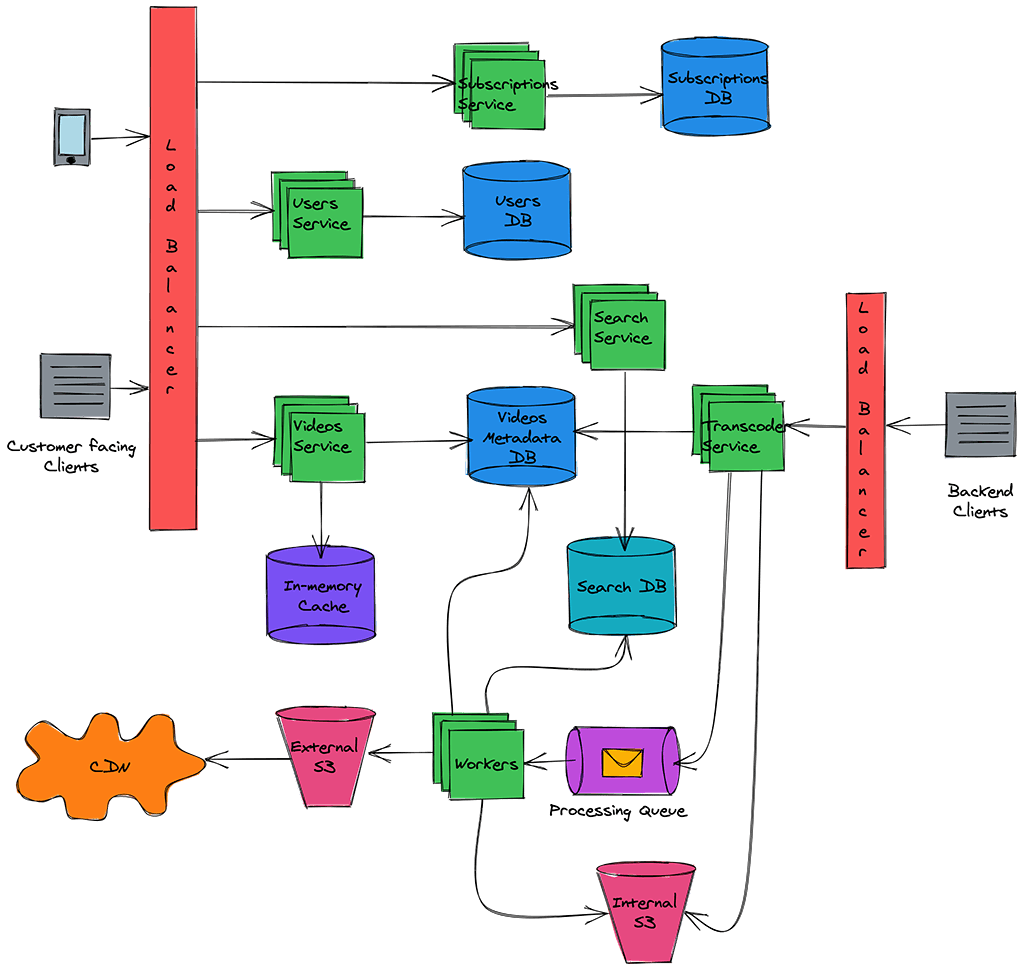 Subscriptions
Service
Subscriptions
DB
Load Balancer
Users
Service
Users
DB
Search
Service
Load Balancer
Customer facing
Clients
Videos
Service
Videos
Metadata
DB
Transcode
Service
Backend
Clients
In-memory
Cache
Search DB
CDN
External
S3
Workers
Processing Queue
Internal
S3